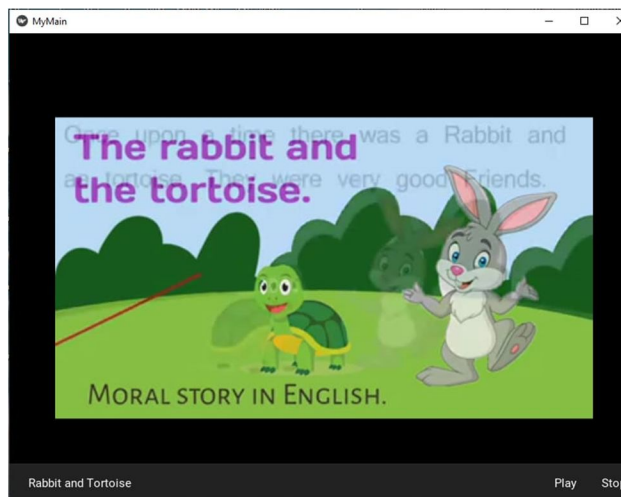 MyMain
Once upon a time there was a Rabbit and
The rabbit and
as tortoise. They were very good Friends.
the tortoise.
MORAL STORY IN ENGLISH.
Rabbit and Tortoise
Play
Stop